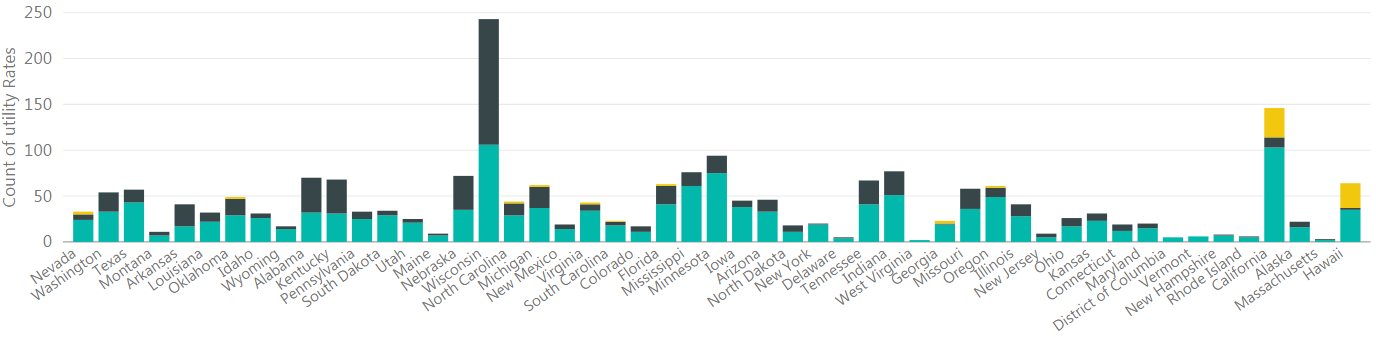 Count of utility Rates
250
200
150
100
50
0
Nevada
Washington
Texas
Montana
Arkansas
Louisiana
Oklahoma
Idaho
Wyoming
Alabama
Kentucky
Pennsylvania
South Dakota
Utah
Maine
Nebraska
Wisconsin
North Carolina
Michigan
New Mexico
Virginia
South Carolina
Colorado
Florida
Mississippi
Minnesota
Iowa
Arizona
North Dakota
New York
Delaware
Tennessee
Indiana
West Virginia
Georgia
Missouri
Oregon
Illinois
New Jersey
Ohio
Kansas
Connecticut
Maryland
District of Columbia
Vermont
New Hampshire
Rhode Island
California
Alaska
Massachusetts
Hawaii